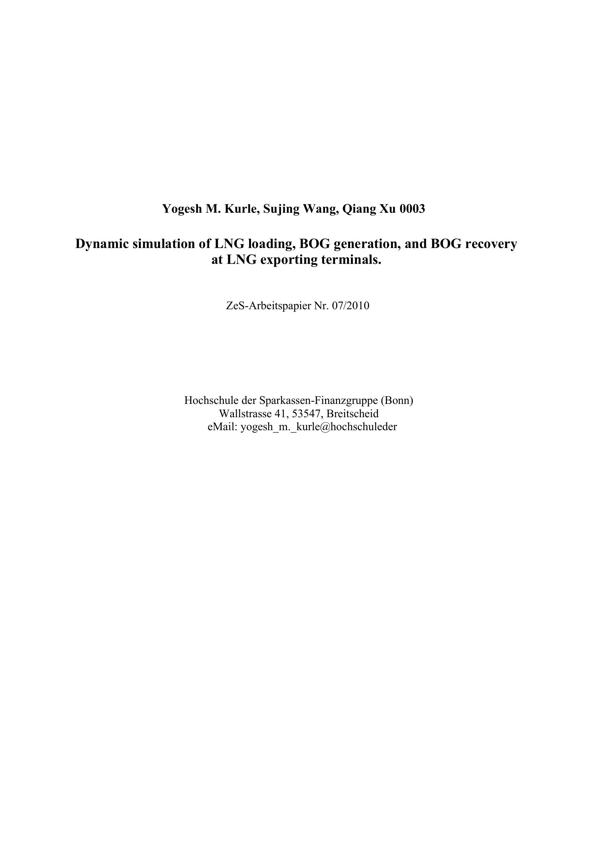 Yogesh M. Kurle, Sujing Wang, Qiang Xu 0003
Dynamic simulation of LNG loading, BOG generation, and BOG recovery
at LNG exporting terminals.
ZeS-Arbeitspapier Nr. 07/2010
Hochschule der Sparkassen-Finanzgruppe (Bonn)
Wallstrasse 41, 53547, Breitscheid
eMail: yogesh_m._kurle@hochschuleder